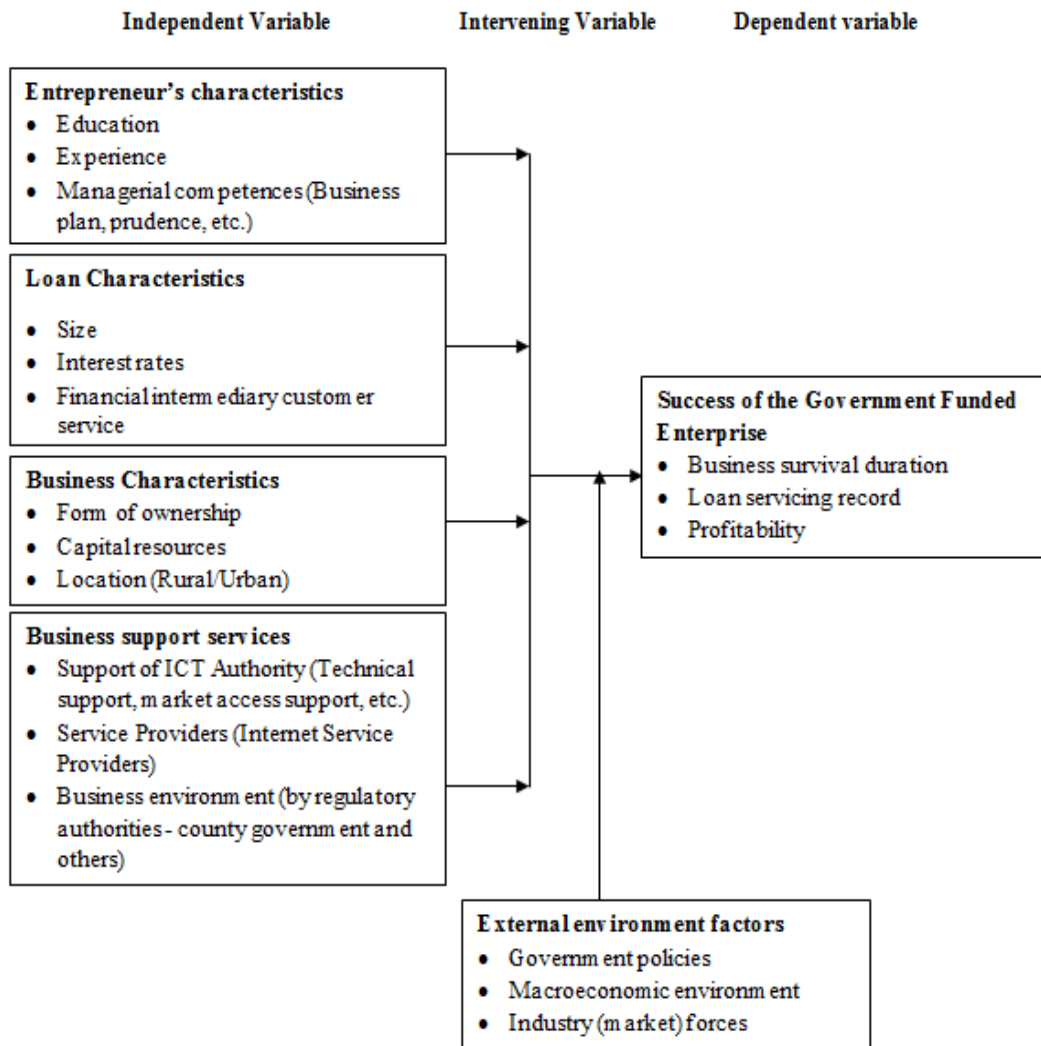 Independent Variable
Intervening Variable
Dependent variable
Entrepreneur's characteristics
• Education
• Experience
• Managerial competences (Business
plan, prudence, etc.)
Loan Characteristics
• Size
• Interest rates
• Financial intermediary customer
service
Business Characteristics
• Form of ownership
• Capital resources
• Location (Rural/Urban)
Business support services
• Support of ICT Authority (Technical
support, market access support, etc.)
• Service Providers (Internet Service
Providers)
• Business environment (by regulatory
authorities - county government and
others)
Success of the Government Funded
Enterprise
• Business survival duration
• Loan servicing record
• Profitability
External environment factors
• Government policies
• Macroeconomic environment
• Industry (market) forces